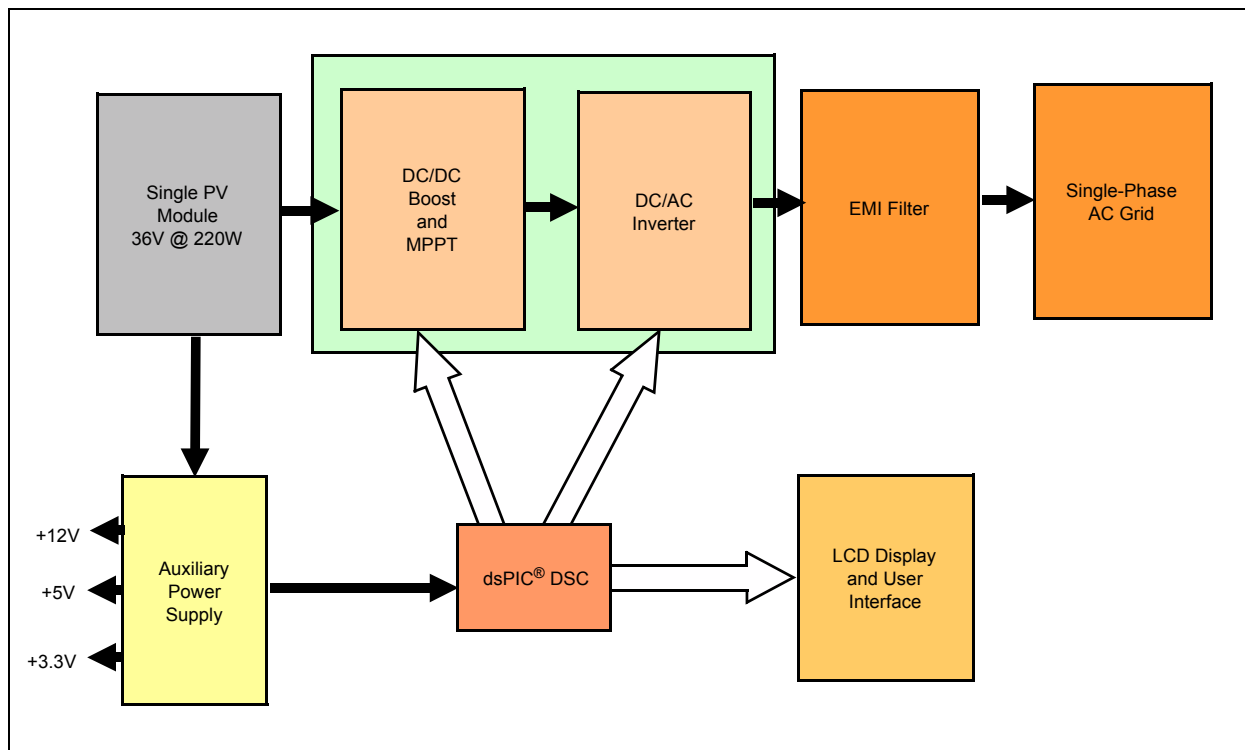 Single PV
Module
36V @ 220W
DC/DC
Boost
and
MPPT
DC/AC
Inverter
EMI Filter
Single-Phase
AC Grid
+12V
+5V
+3.3V
Auxiliary
Power
Supply
dsPIC® DSC
LCD Display
and User
Interface